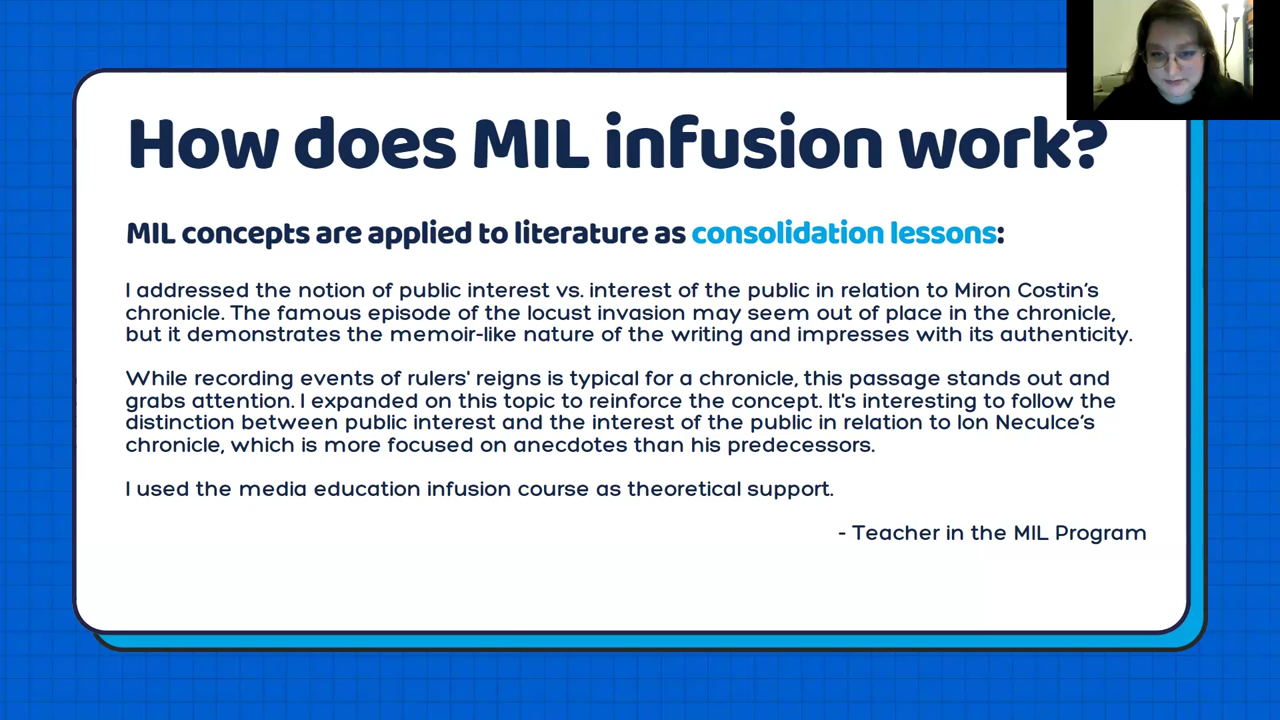 How does MIL infusion work?
MIL concepts are applied to literature as consolidation lessons:
I addressed the notion of public interest vs. interest of the public in relation to Miron Costin's
chronicle. The famous episode of the locust invasion may seem out of place in the chronicle,
but it demonstrates the memoir-like nature of the writing and impresses with its authenticity.
While recording events of rulers' reigns is typical for a chronicle, this passage stands out and
grabs attention. I expanded on this topic to reinforce the concept. It's interesting to follow the
distinction between public interest and the interest of the public in relation to Ion Neculce's
chronicle, which is more focused on anecdotes than his predecessors.
I used the media education infusion course as theoretical support.
- Teacher in the MIL Program